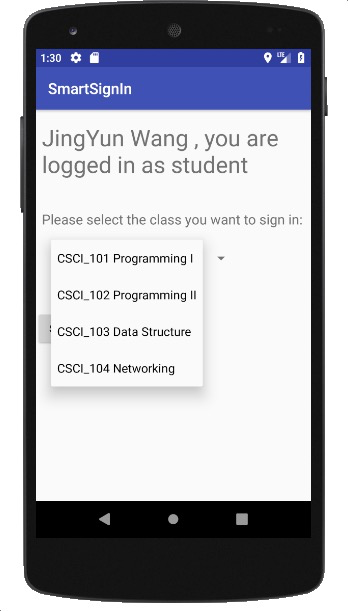 1:30
LTE
SmartSignIn
JingYun Wang , you are
logged in as student
Please select the class you want to sign in:
CSCI_101 Programming I
CSCI_102 Programming II
CSCI_103 Data Structure
CSCI_104 Networking